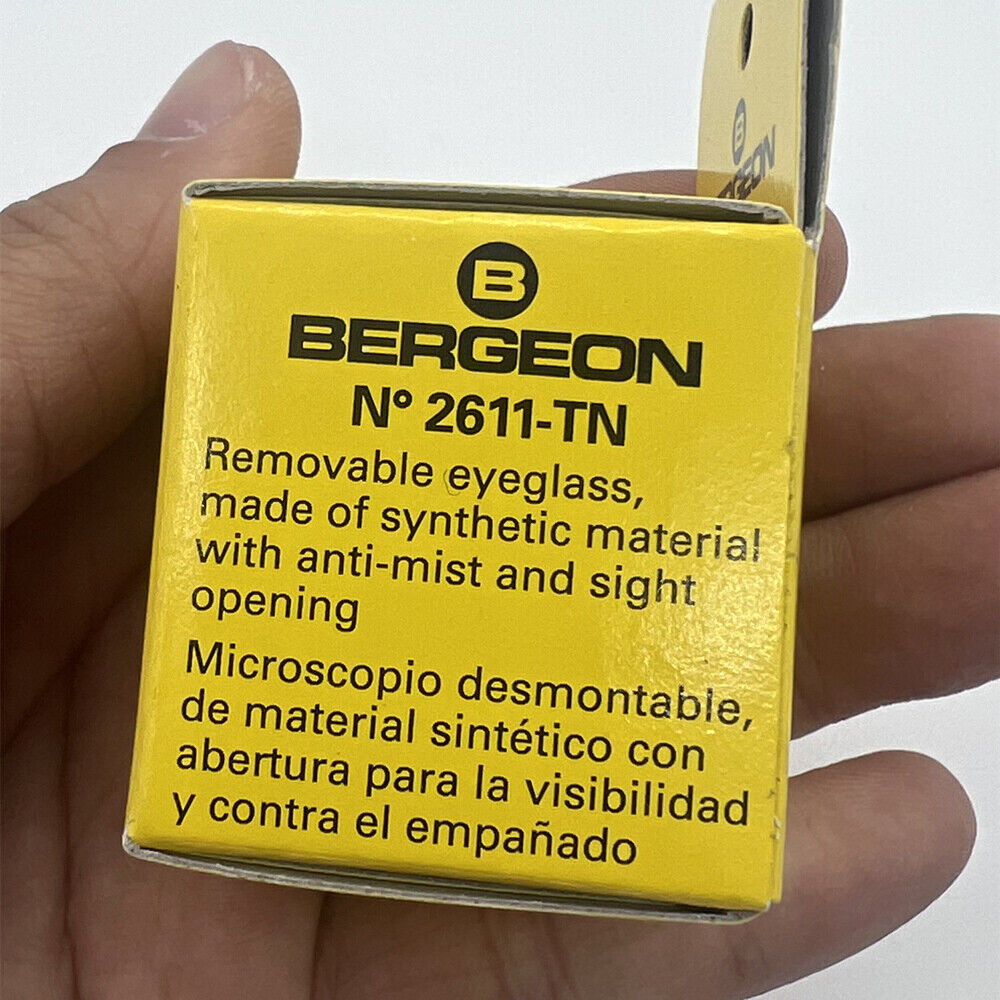 B
BERGEON
B
BERGEON
N° 2611-TN
Removable eyeglass,
made of synthetic material
with anti-mist and sight
opening
Microscopio desmontable,
de material sintético con
abertura para la visibilidad
y contra el empañado